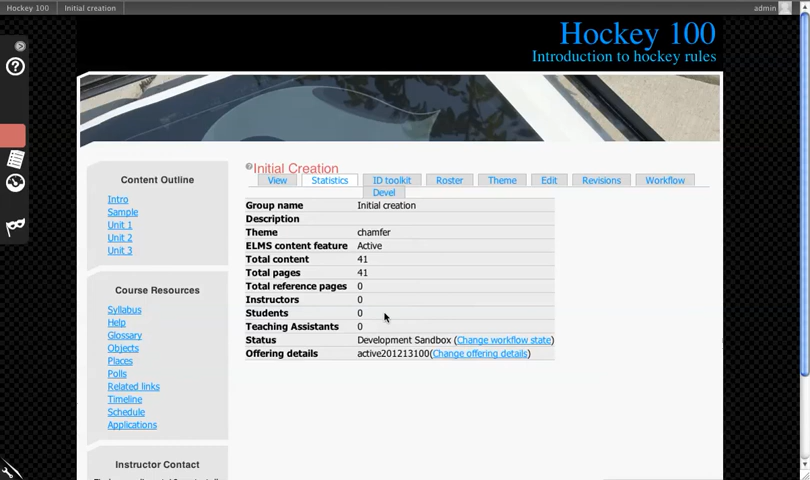 Hockey 100 Initial creation admin
Hockey 100
Introduction to hockey rules
Content Outline
Intro
Sample
Unit 1
Unit 2
Unit 3
Course Resources
Syllabus
Help
Glossary
Objects
Places
Polls
Related links
Timeline
Schedule
Applications
Instructor Contact
Initial Creation
View Statistics ID toolkit Roster Theme Edit Revisions Workflow
Devel
Group name Initial creation
Description
Theme chamfer
ELMS content feature Active
Total content 41
Total pages 41
Total reference pages 0
Instructors 0
Students 0
Teaching Assistants 0
Status Development Sandbox (Change workflow state)
Offering details active201213100(Change offering details)